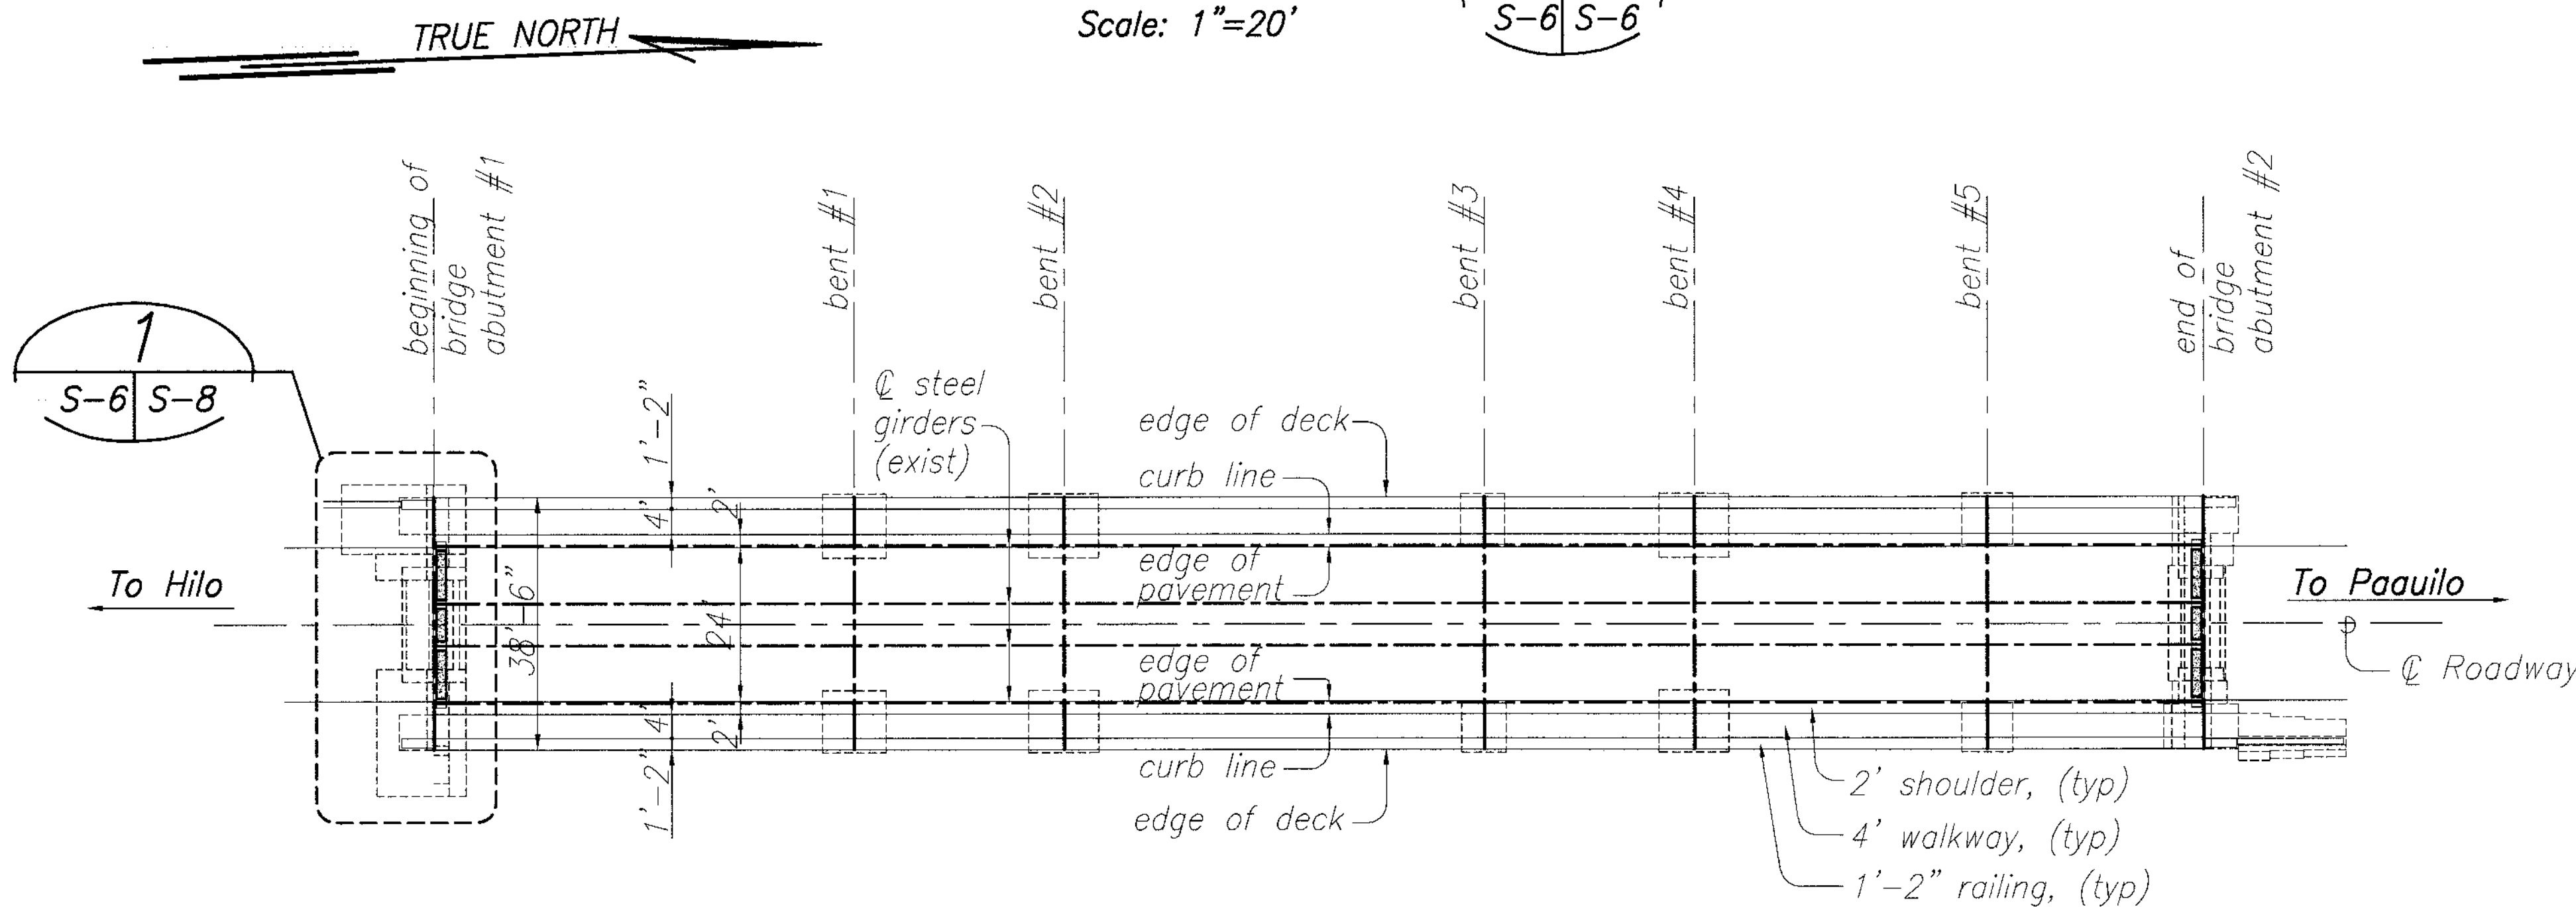 Scale: 1"=20'
S-6 S-6
TRUE NORTH
beginning of
bridge
abutment #1
bent #1
bent #2
bent #3
bent #4
bent #5
end of
bridge
abutment #2
1
S-6 S-8
℄ steel
girders
(exist)
edge of deck
curb line
edge of
pavement
1'-2"
4'
2'
38'-6"
24'
To Hilo
To Paauilo
℄ Roadway
edge of
pavement
4'
2'
1'-2"
curb line
edge of deck
2' shoulder, (typ)
4' walkway, (typ)
1'-2" railing, (typ)